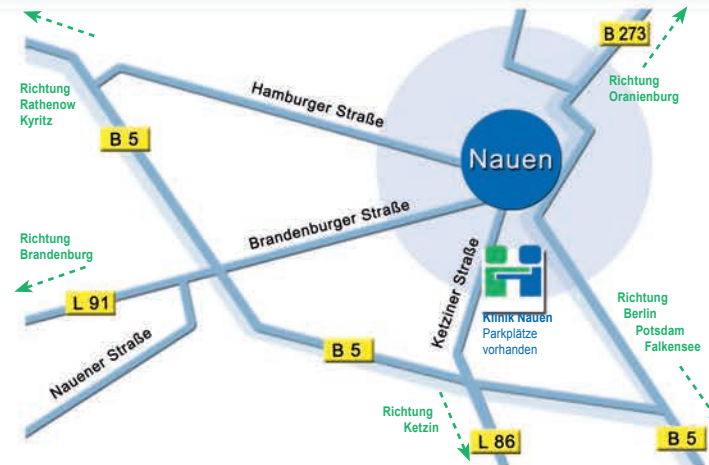 B 273
Richtung
Oranienburg
Richtung
Rathenow
Kyritz
Hamburger Straße
B 5
Nauen
Brandenburger Straße
Richtung
Brandenburg
L 91
Ketziner Straße
Klinik Nauen
Parkplätze
vorhanden
Richtung
Berlin
Potsdam
Falkensee
Nauener Straße
B 5
Richtung
Ketzin
L 86
B 5